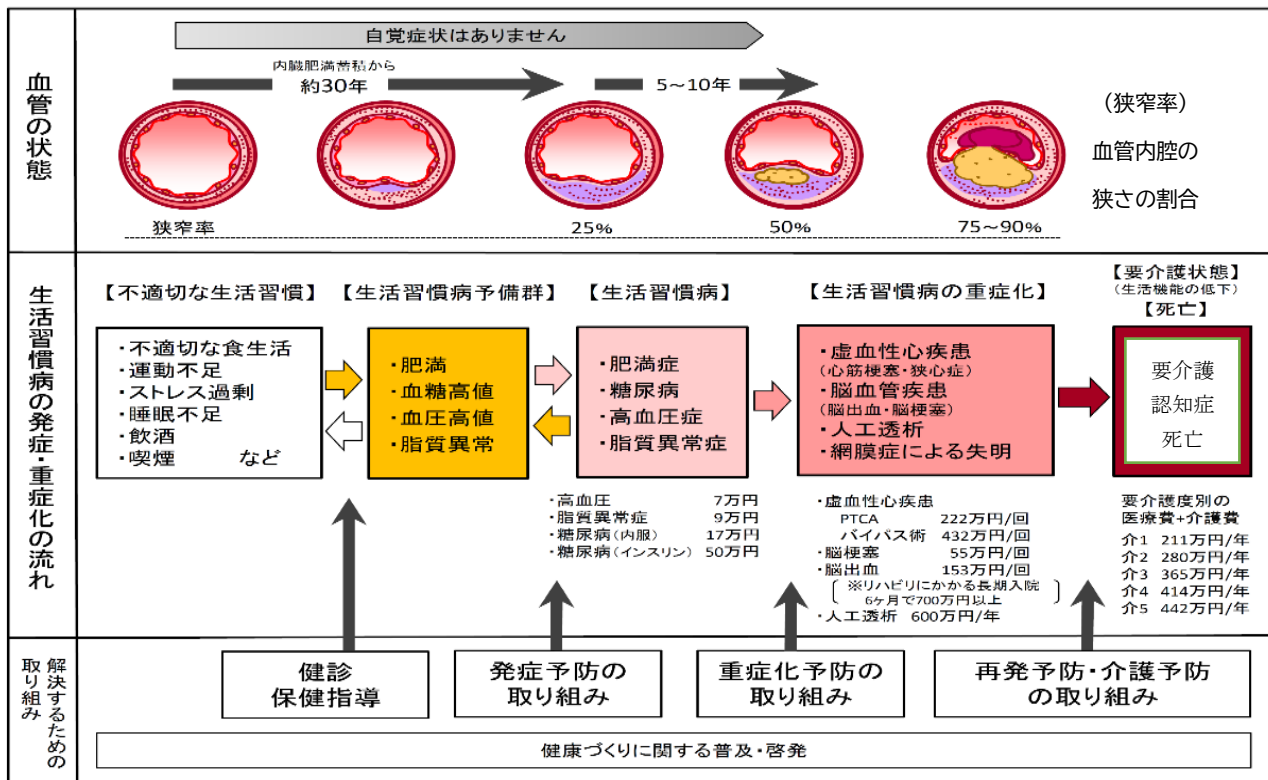 血管の状態
自覚症状はありません
内臓肥満蓄積から
約30年
5～10年
（狭窄率）
血管内腔の
狭さの割合
狭窄率
25%
50%
75～90%
生活習慣病の発症・重症化の流れ
【不適切な生活習慣】
・不適切な食生活
・運動不足
・ストレス過剰
・睡眠不足
・飲酒
・喫煙　　など
【生活習慣病予備群】
・肥満
・血糖高値
・血圧高値
・脂質異常
【生活習慣病】
・肥満症
・糖尿病
・高血圧症
・脂質異常症
・高血圧　7万円
・脂質異常症　9万円
・糖尿病（内服）　17万円
・糖尿病（インスリン）　50万円
【生活習慣病の重症化】
・虚血性心疾患
（心筋梗塞・狭心症）
・脳血管疾患
（脳出血・脳梗塞）
・人工透析
・網膜症による失明
・虚血性心疾患
PTCA　222万円/回
バイパス術　432万円/回
・脳梗塞　55万円/回
・脳出血　153万円/回
※リハビリにかかる長期入院
6ヶ月で700万円以上
・人工透析　600万円/年
【要介護状態】
（生活機能の低下）
【死亡】
要介護
認知症
死亡
要介護度別の
医療費+介護費
介1　211万円/年
介2　280万円/年
介3　365万円/年
介4　414万円/年
介5　442万円/年
解決するための
取り組み
健診
保健指導
発症予防の
取り組み
重症化予防の
取り組み
再発予防・介護予防
の取り組み
健康づくりに関する普及・啓発